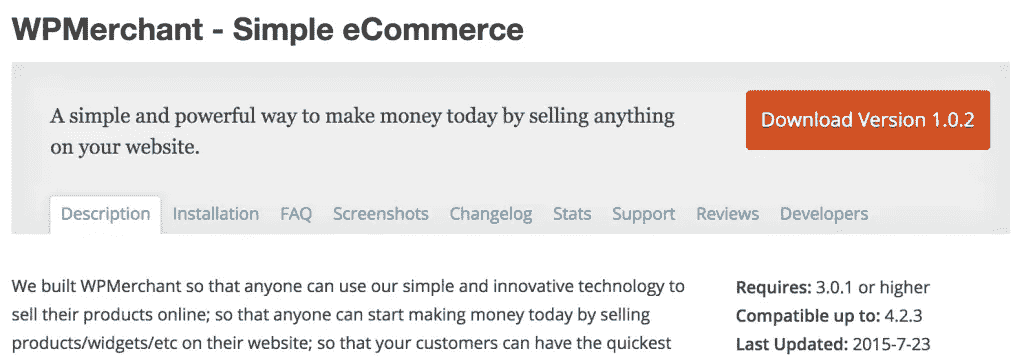 WPMerchant - Simple eCommerce
A simple and powerful way to make money today by selling anything
on your website.
Download Version 1.0.2
Description Installation FAQ Screenshots Changelog Stats Support Reviews Developers
We built WPMerchant so that anyone can use our simple and innovative technology to
sell their products online; so that anyone can start making money today by selling
products/widgets/etc on their website; so that your customers can have the quickest
Requires: 3.0.1 or higher
Compatible up to: 4.2.3
Last Updated: 2015-7-23